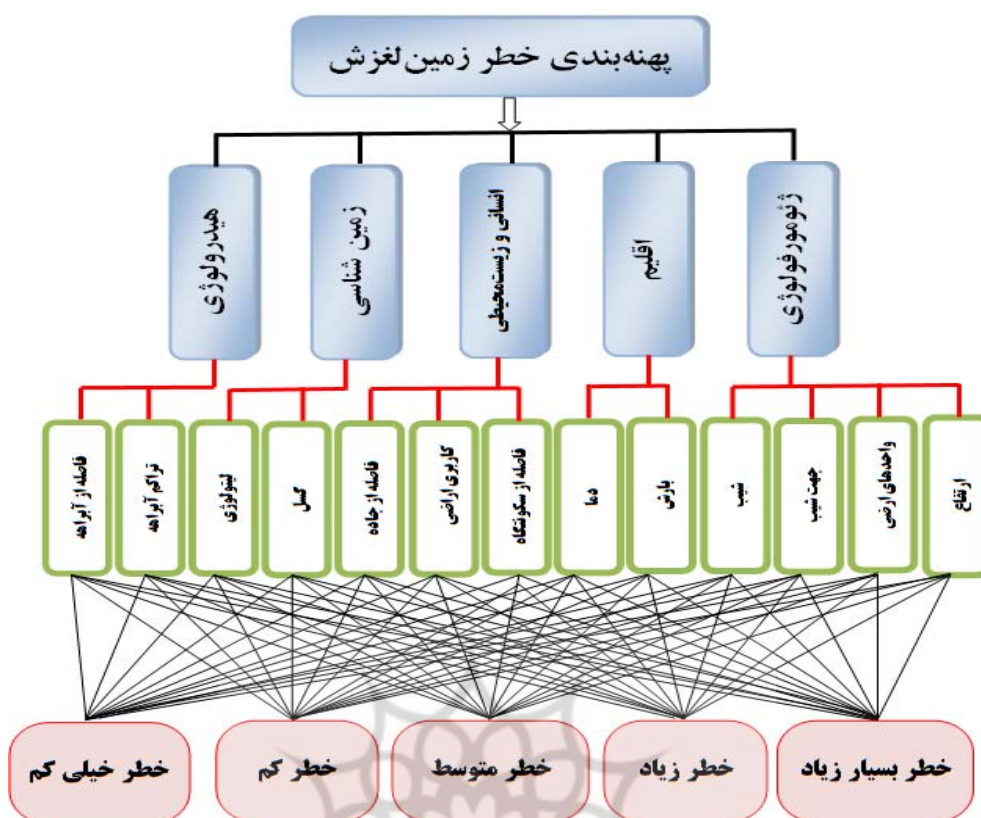 پهنه‌بندی خطر زمین‌لغزش
ژئومورفولوژی
اقلیم
انسانی و زیست‌محیطی
زمین شناسی
هیدرولوژی
ارتفاع
واحدهای ارضی
جهت شیب
شیب
بارش
دما
فاصله از سکونتگاه
کاربری اراضی
فاصله از جاده
گسل
لیتولوژی
تراکم آبراهه
فاصله از آبراهه
خطر بسیار زیاد
خطر زیاد
خطر متوسط
خطر کم
خطر خیلی کم